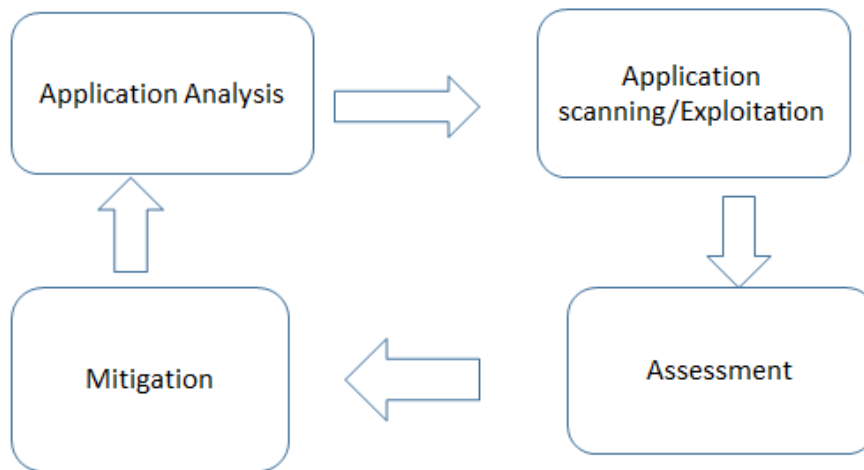 Application Analysis
Application
scanning/Exploitation
Mitigation
Assessment